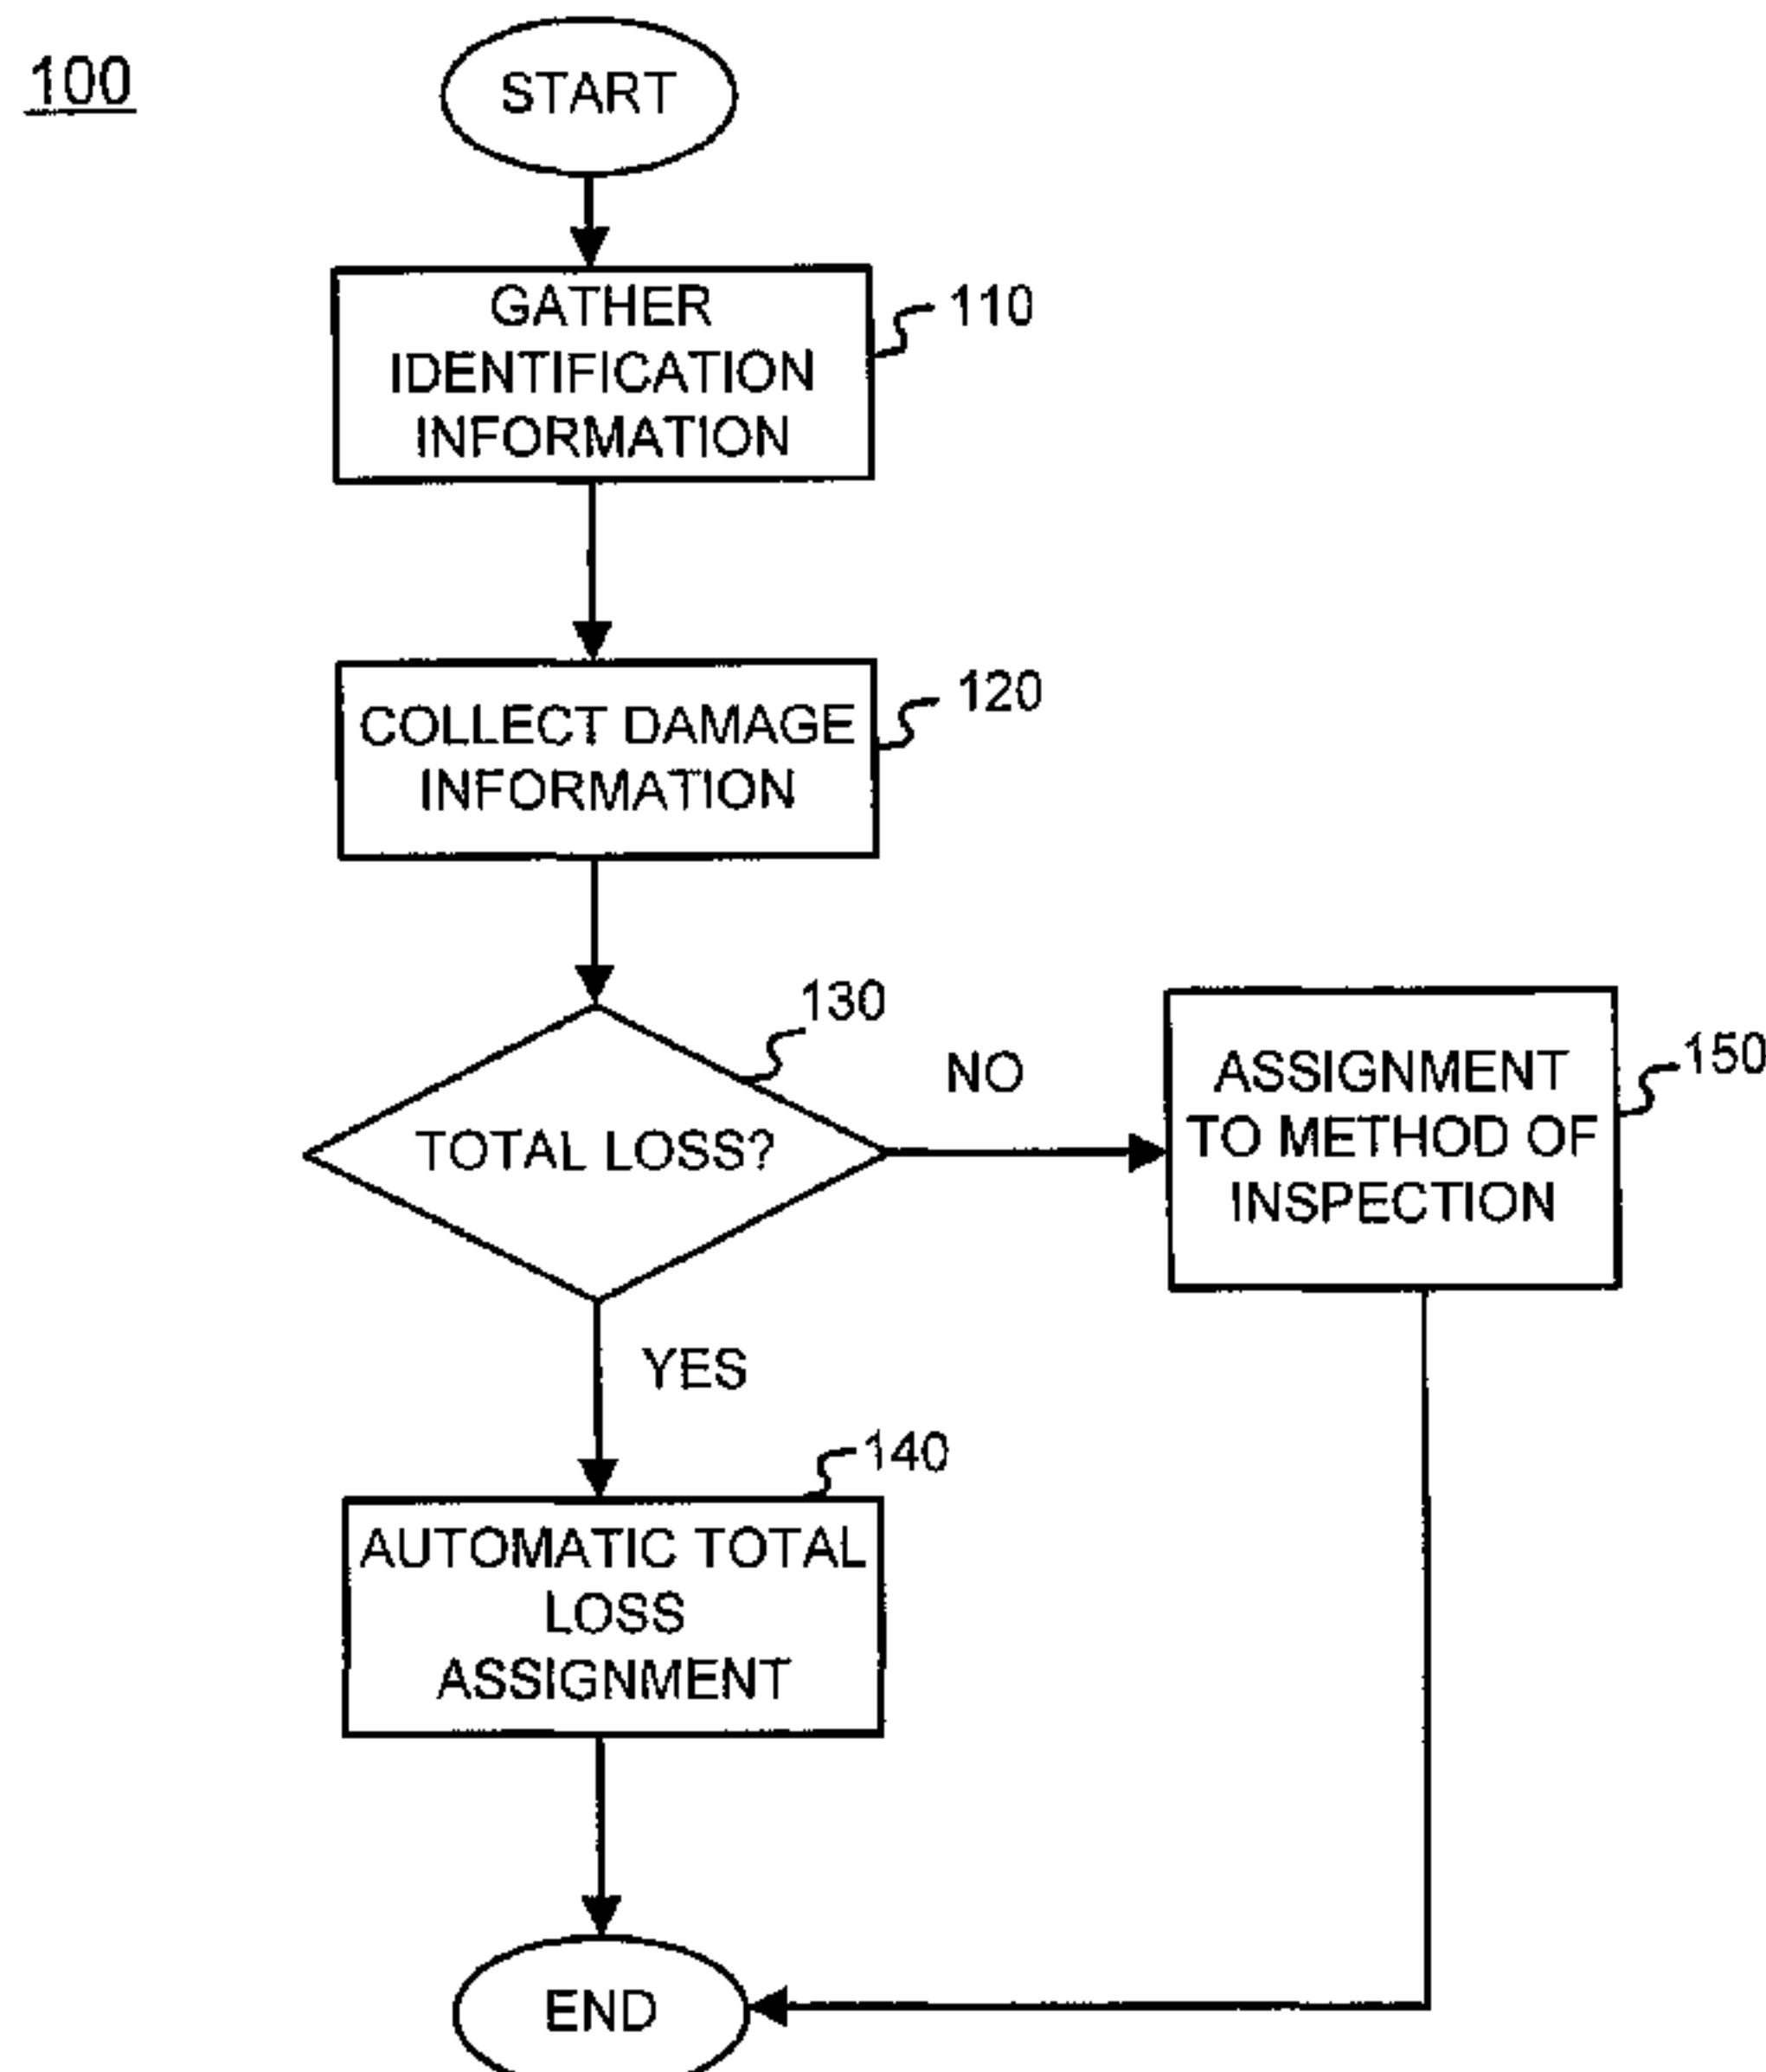 100
START
GATHER
IDENTIFICATION
INFORMATION
110
COLLECT DAMAGE
INFORMATION
120
TOTAL LOSS?
130
NO
ASSIGNMENT
TO METHOD OF
INSPECTION
150
YES
AUTOMATIC TOTAL
LOSS
ASSIGNMENT
140
END